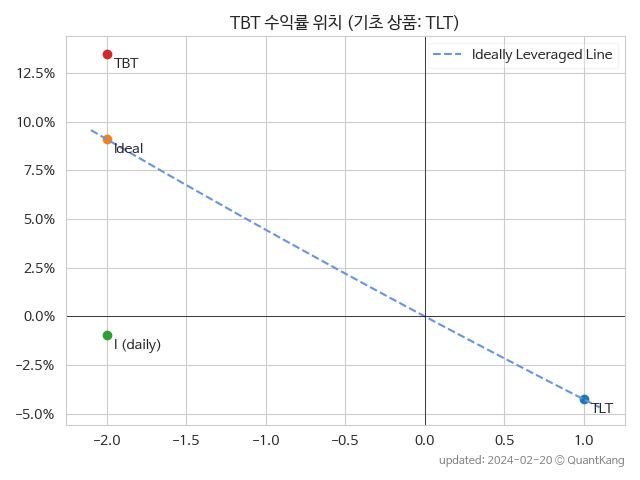 TBT 수익률 위치 (기초 상품: TLT)
Ideally Leveraged Line
TBT
Ideal
I (daily)
TLT
12.5%
10.0%
7.5%
5.0%
2.5%
0.0%
−2.5%
−5.0%
−2.0 −1.5 −1.0 −0.5 0.0 0.5 1.0
updated: 2024-02-20 © QuantKang